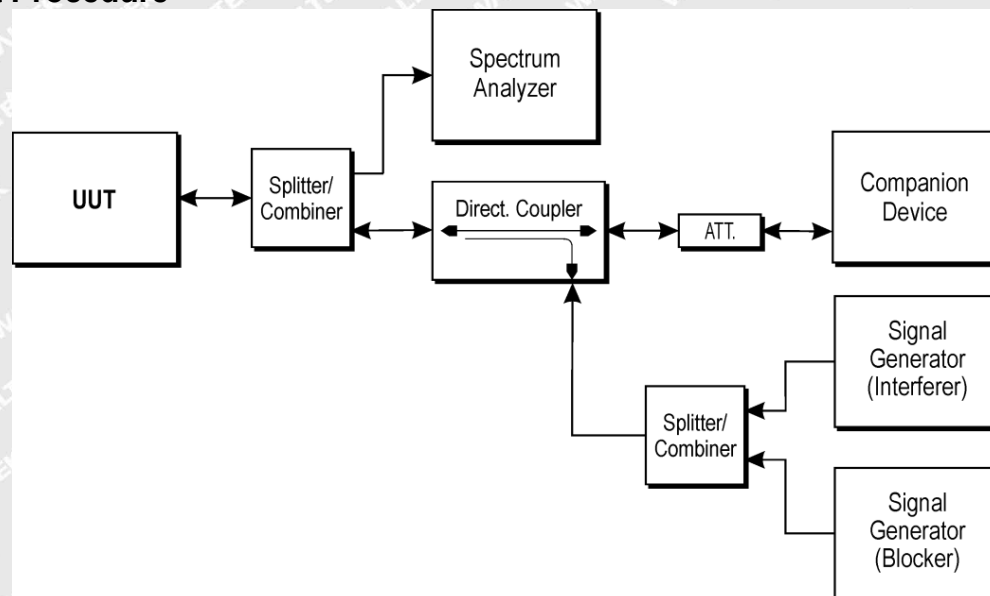 Spectrum
Analyzer
UUT
Splitter/
Combiner
Direct. Coupler
ATT.
Companion
Device
Signal
Generator
(Interferer)
Splitter/
Combiner
Signal
Generator
(Blocker)